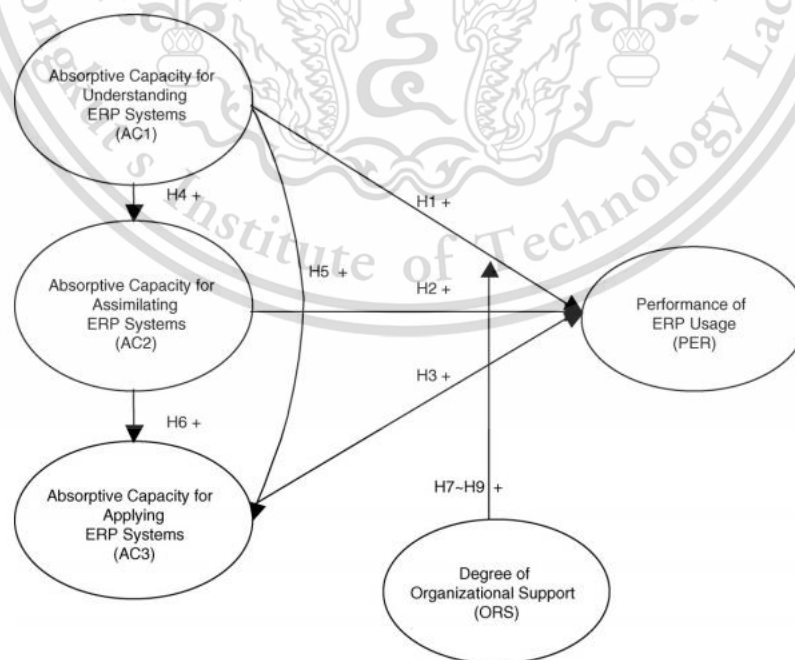 Absorptive Capacity for
Understanding
ERP Systems
(AC1)
H4 +
H1 +
Absorptive Capacity for
Assimilating
ERP Systems
(AC2)
H5 +
H2 +
Performance of
ERP Usage
(PER)
H3 +
H6 +
Absorptive Capacity for
Applying
ERP Systems
(AC3)
H7~H9 +
Degree of
Organizational Support
(ORS)
ongkut's Institute of Technology Lad